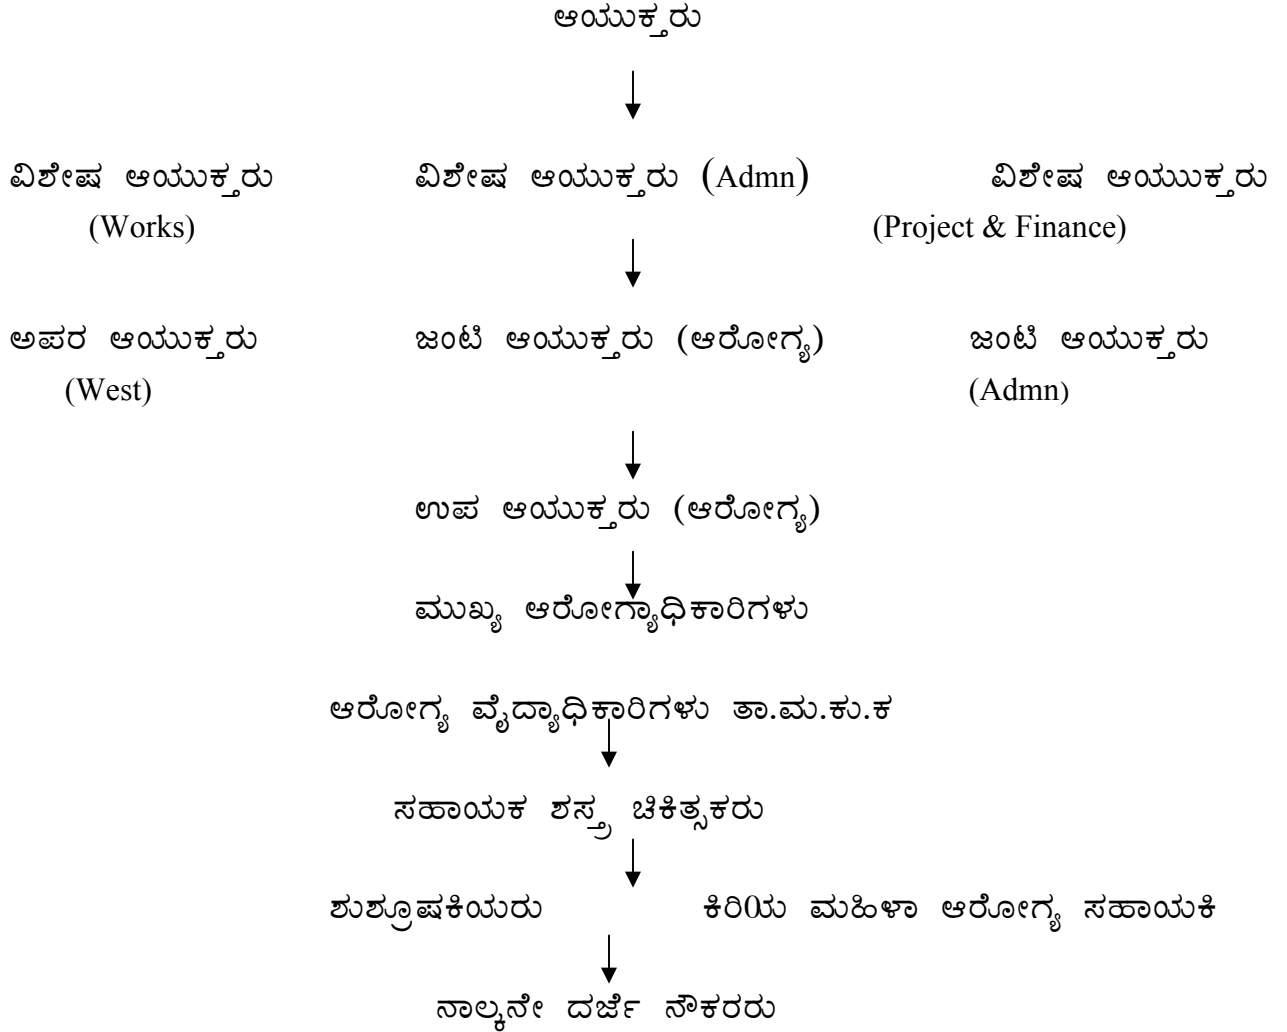 ಆಯುಕ್ತರು
ವಿಶೇಷ ಆಯುಕ್ತರು ವಿಶೇಷ ಆಯುಕ್ತರು (Admn) ವಿಶೇಷ ಆಯುುಕ್ತರು
(Works) (Project & Finance)
ಅಪರ ಆಯುಕ್ತರು ಜಂಟಿ ಆಯುಕ್ತರು (ಆರೋಗ್ಯ) ಜಂಟಿ ಆಯುಕ್ತರು
(West) (Admn)
ಉಪ ಆಯುಕ್ತರು (ಆರೋಗ್ಯ)
ಮುಖ್ಯ ಆರೋಗ್ಯಾಧಿಕಾರಿಗಳು
ಆರೋಗ್ಯ ವೈದ್ಯಾಧಿಕಾರಿಗಳು ತಾ.ಮ.ಕು.ಕ
ಸಹಾಯಕ ಶಸ್ತ್ರ ಚಿಕಿತ್ಸಕರು
ಶುಶ್ರೂಷಕಿಯರು ಕಿರಿ0ಯ ಮಹಿಳಾ ಆರೋಗ್ಯ ಸಹಾಯಕಿ
ನಾಲ್ಕನೇ ದರ್ಜೆ ನೌಕರರು